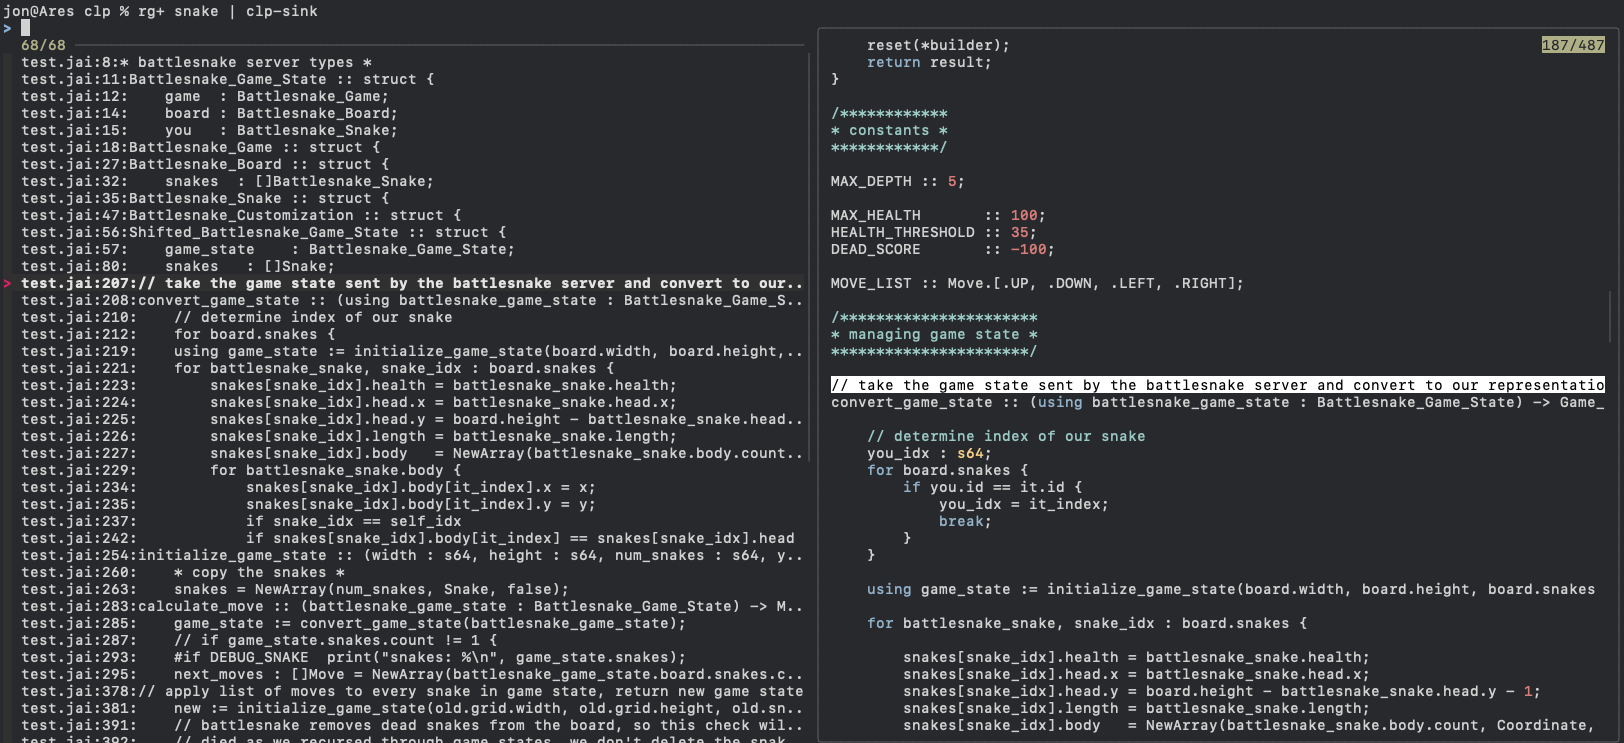 jon@Ares clp % rg+ snake | clp-sink
>
68/68
test.jai:8:* battlesnake server types *
test.jai:11:Battlesnake_Game_State :: struct {
test.jai:12:    game  : Battlesnake_Game;
test.jai:14:    board : Battlesnake_Board;
test.jai:15:    you   : Battlesnake_Snake;
test.jai:18:Battlesnake_Game :: struct {
test.jai:27:Battlesnake_Board :: struct {
test.jai:32:    snakes  : []Battlesnake_Snake;
test.jai:35:Battlesnake_Snake :: struct {
test.jai:47:Battlesnake_Customization :: struct {
test.jai:56:Shifted_Battlesnake_Game_State :: struct {
test.jai:57:    game_state    : Battlesnake_Game_State;
test.jai:80:    snakes   : []Snake;
> test.jai:207:// take the game state sent by the battlesnake server and convert to our..
test.jai:208:convert_game_state :: (using battlesnake_game_state : Battlesnake_Game_S..
test.jai:210:    // determine index of our snake
test.jai:212:    for board.snakes {
test.jai:219:    using game_state := initialize_game_state(board.width, board.height,..
test.jai:221:    for battlesnake_snake, snake_idx : board.snakes {
test.jai:223:        snakes[snake_idx].health = battlesnake_snake.health;
test.jai:224:        snakes[snake_idx].head.x = battlesnake_snake.head.x;
test.jai:225:        snakes[snake_idx].head.y = board.height - battlesnake_snake.head..
test.jai:226:        snakes[snake_idx].length = battlesnake_snake.length;
test.jai:227:        snakes[snake_idx].body   = NewArray(battlesnake_snake.body.count..
test.jai:229:        for battlesnake_snake.body {
test.jai:234:            snakes[snake_idx].body[it_index].x = x;
test.jai:235:            snakes[snake_idx].body[it_index].y = y;
test.jai:237:            if snake_idx == self_idx
test.jai:242:            if snakes[snake_idx].body[it_index] == snakes[snake_idx].head
test.jai:254:initialize_game_state :: (width : s64, height : s64, num_snakes : s64, y..
test.jai:260:    * copy the snakes *
test.jai:263:    snakes = NewArray(num_snakes, Snake, false);
test.jai:283:calculate_move :: (battlesnake_game_state : Battlesnake_Game_State) -> M..
test.jai:285:    game_state := convert_game_state(battlesnake_game_state);
test.jai:287:    // if game_state.snakes.count != 1 {
test.jai:293:    #if DEBUG_SNAKE  print("snakes: %\n", game_state.snakes);
test.jai:295:    next_moves : []Move = NewArray(battlesnake_game_state.board.snakes.c..
test.jai:378:// apply list of moves to every snake in game state, return new game state
test.jai:381:    new := initialize_game_state(old.grid.width, old.grid.height, old.sn..
test.jai:391:    // battlesnake removes dead snakes from the board, so this check wil..
test.jai:392:    // died as we recursed through game states, we don't delete the snak..
187/487
    reset(*builder);
    return result;
}
/************
* constants *
************/
MAX_DEPTH :: 5;
MAX_HEALTH       :: 100;
HEALTH_THRESHOLD :: 35;
DEAD_SCORE       :: -100;
MOVE_LIST :: Move.[.UP, .DOWN, .LEFT, .RIGHT];
/**********************
* managing game state *
**********************/
// take the game state sent by the battlesnake server and convert to our representatio
convert_game_state :: (using battlesnake_game_state : Battlesnake_Game_State) -> Game_
    // determine index of our snake
    you_idx : s64;
    for board.snakes {
        if you.id == it.id {
            you_idx = it_index;
            break;
        }
    }
    using game_state := initialize_game_state(board.width, board.height, board.snakes
    for battlesnake_snake, snake_idx : board.snakes {
        snakes[snake_idx].health = battlesnake_snake.health;
        snakes[snake_idx].head.x = battlesnake_snake.head.x;
        snakes[snake_idx].head.y = board.height - battlesnake_snake.head.y - 1;
        snakes[snake_idx].length = battlesnake_snake.length;
        snakes[snake_idx].body   = NewArray(battlesnake_snake.body.count, Coordinate,